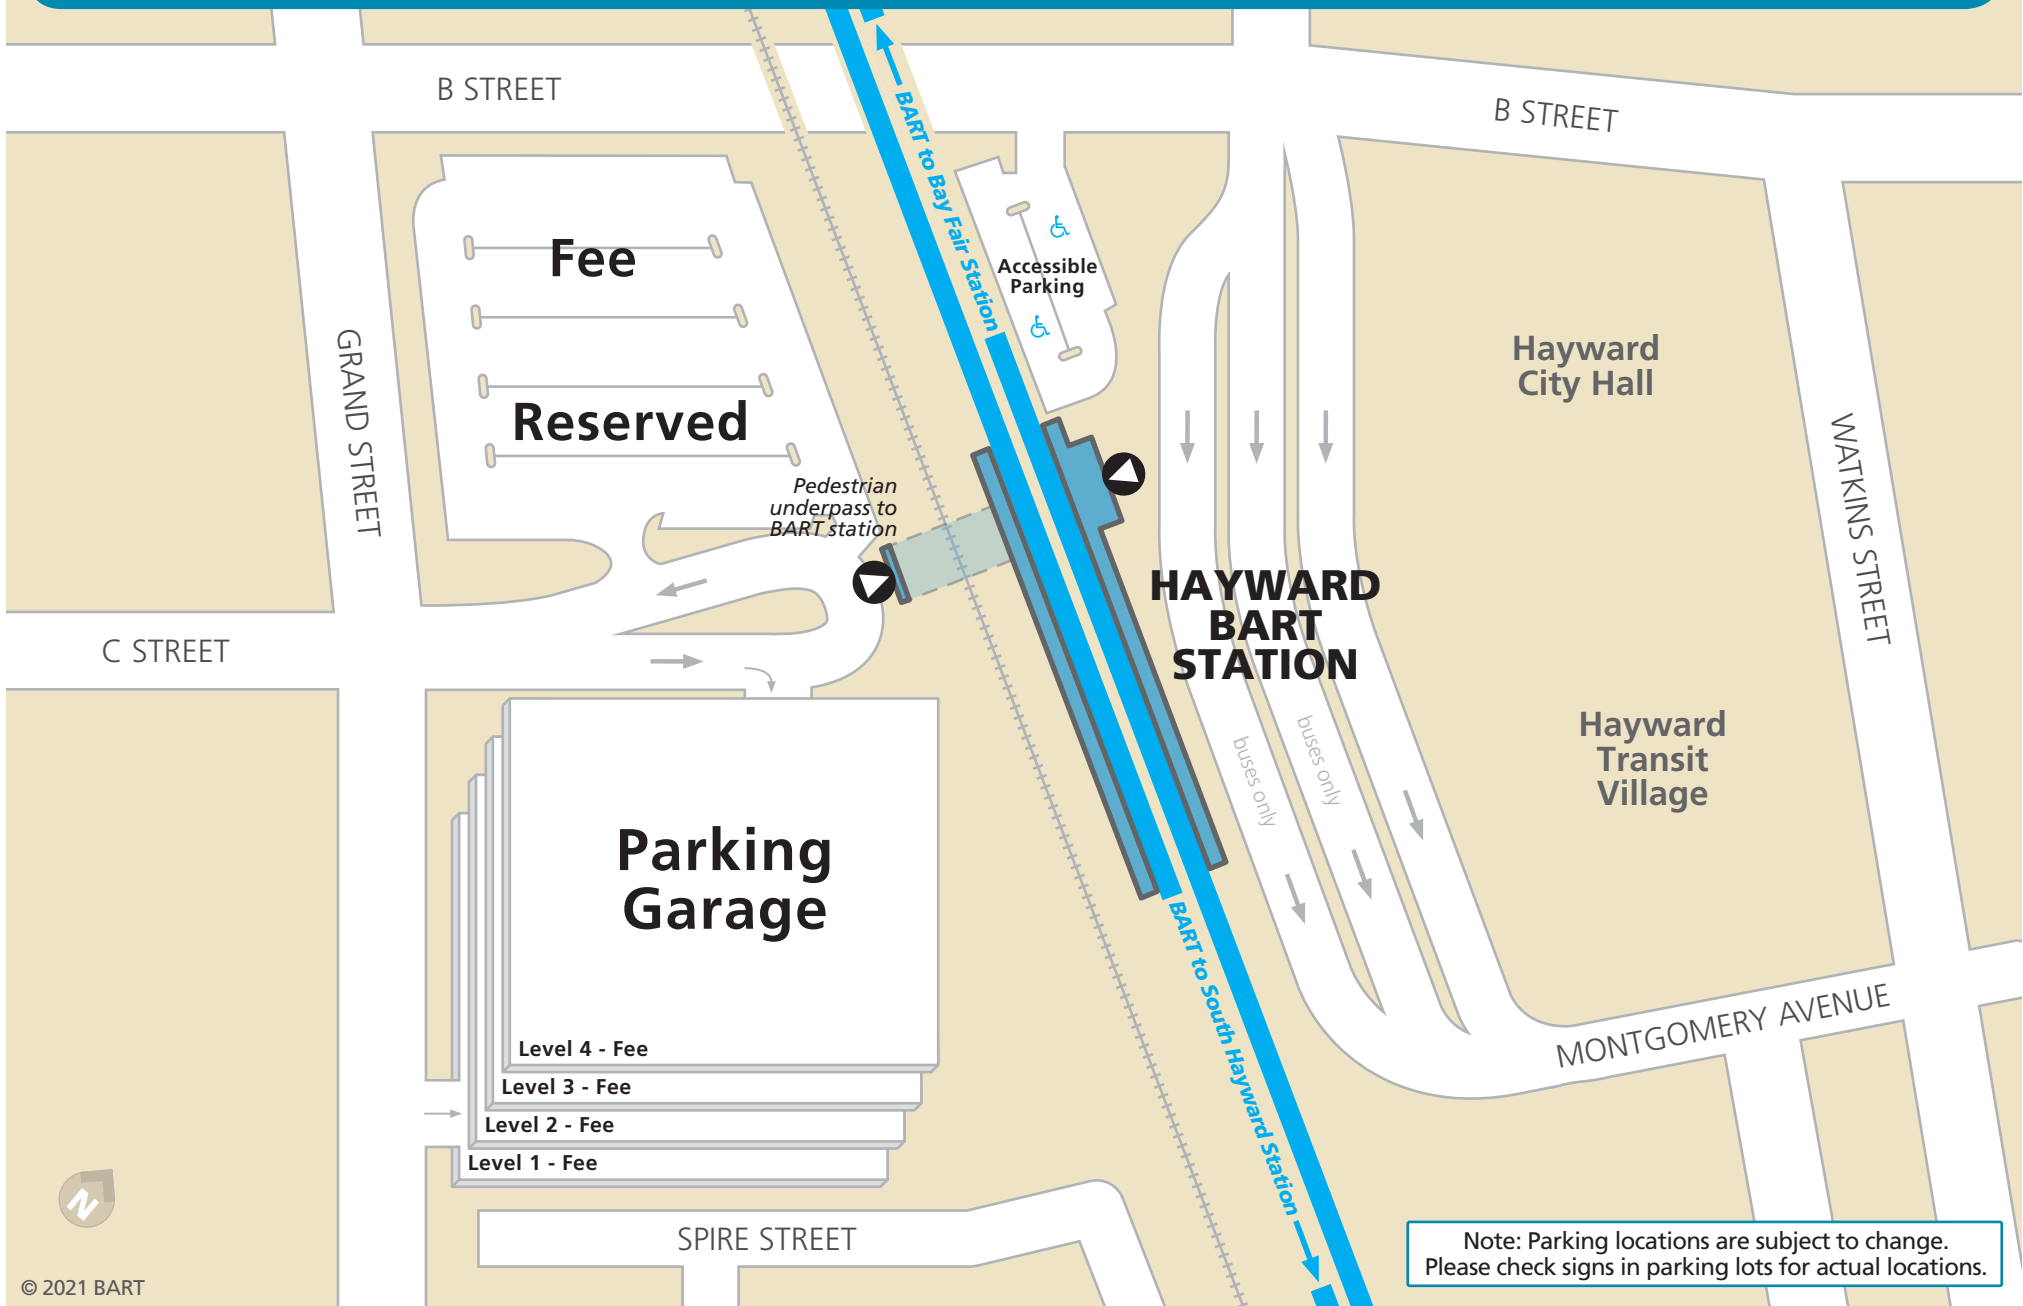 B STREET
B STREET
BART to Bay Fair Station
Fee
Accessible
Parking
GRAND STREET
Hayward
City Hall
Reserved
WATKINS STREET
Pedestrian
underpass to
BART station
HAYWARD
BART
STATION
C STREET
buses only
buses only
Hayward
Transit
Village
Parking
Garage
BART to South Hayward Station
MONTGOMERY AVENUE
Level 4 - Fee
Level 3 - Fee
Level 2 - Fee
Level 1 - Fee
N
SPIRE STREET
Note: Parking locations are subject to change.
Please check signs in parking lots for actual locations.
© 2021 BART